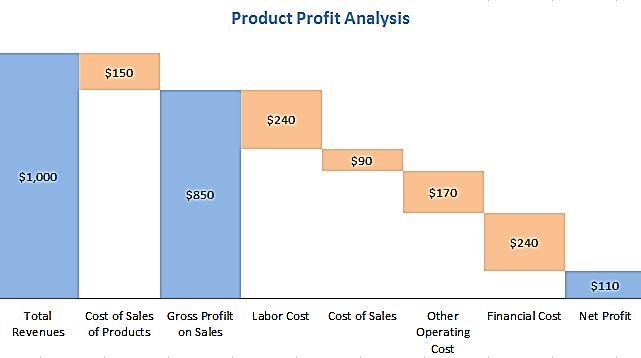 Product Profit Analysis
$150
$240
$90
$1,000
$850
$170
$240
$110
Total
Revenues
Cost of Sales
of Products
Gross Profilt
on Sales
Labor Cost
Cost of Sales
Other
Operating
Cost
Financial Cost
Net Profit